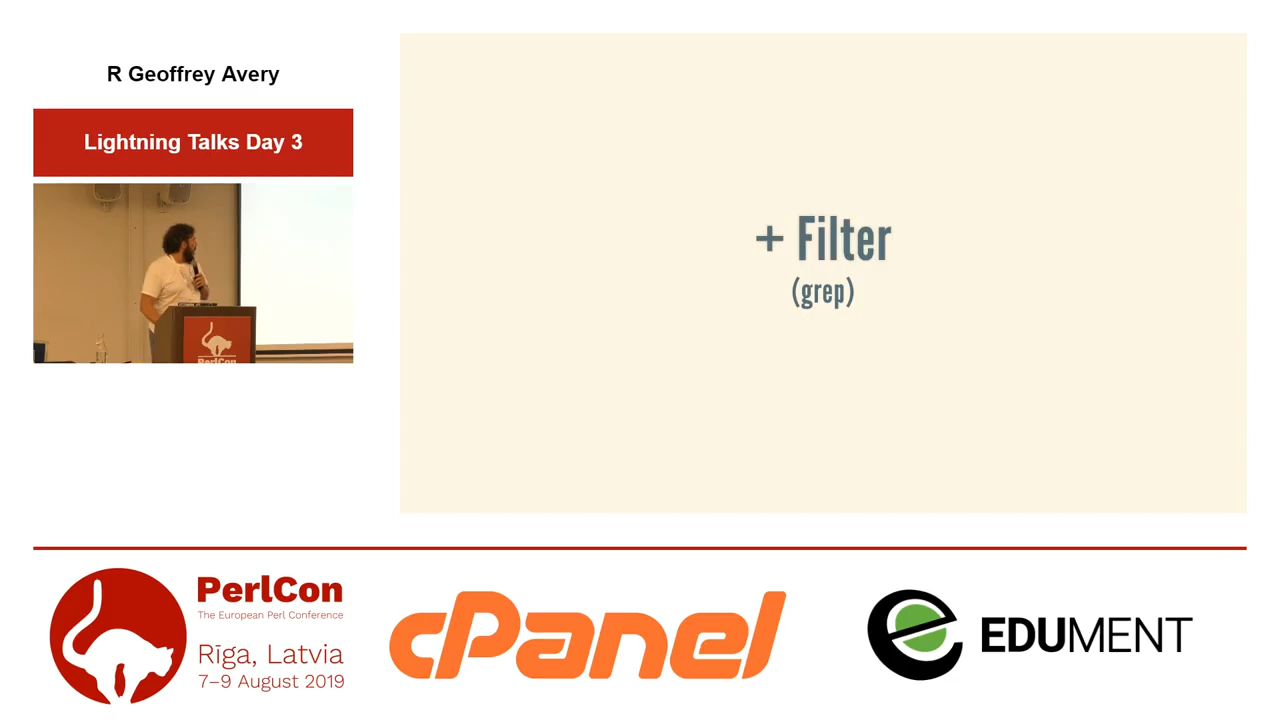 R Geoffrey Avery
Lightning Talks Day 3
PerlCon
+ Filter
(grep)
PerlCon
The European Perl Conference
Rīga, Latvia
7–9 August 2019
cPanel
EDUMENT